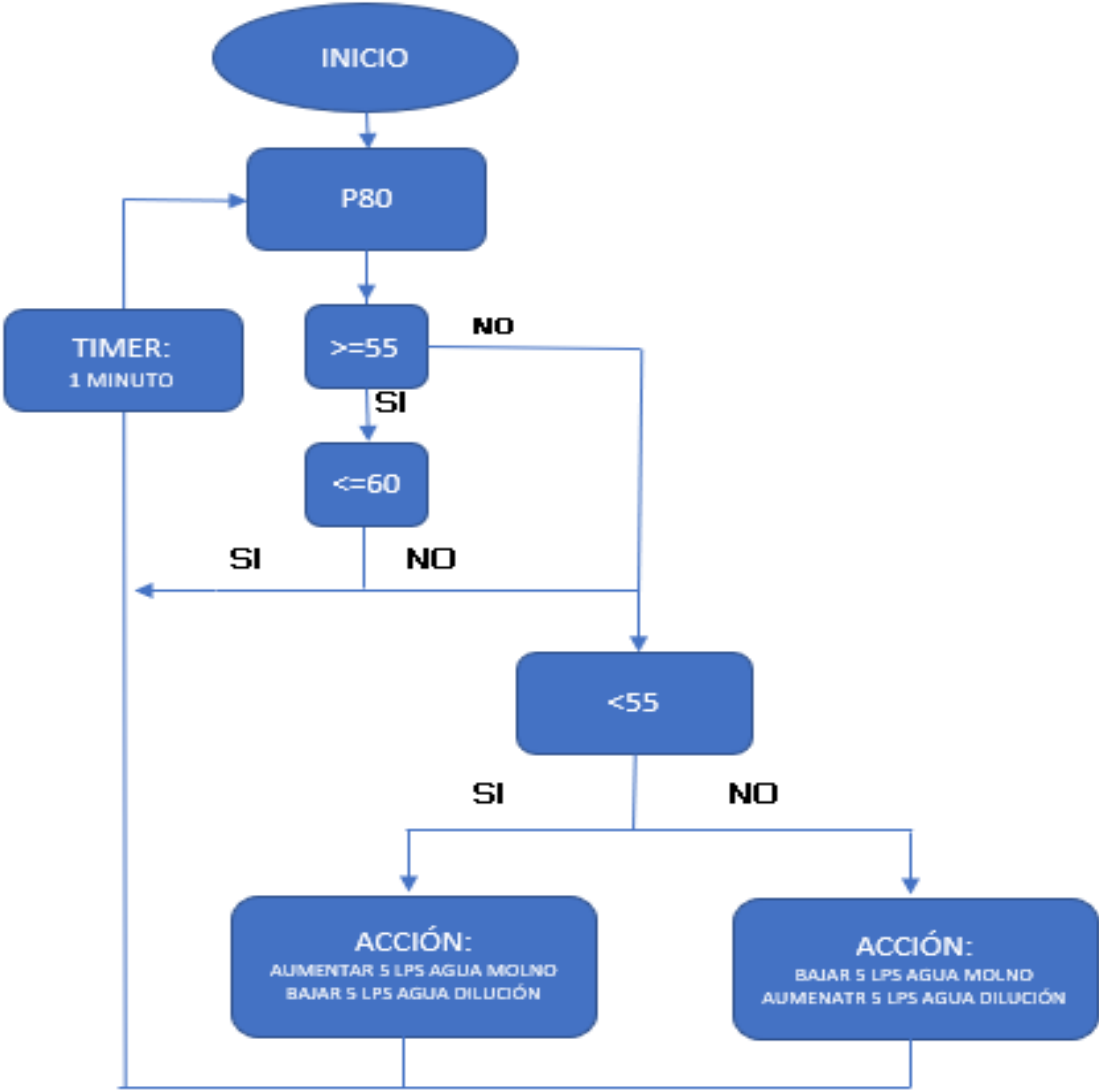 INICIO
P80
>=55
NO
TIMER:
1 MINUTO
SI
<=60
SI
NO
<55
SI
NO
ACCIÓN:
AUMENTAR 5 LPS AGUA MOLNO
BAJAR 5 LPS AGUA DILUCIÓN
ACCIÓN:
BAJAR 5 LPS AGUA MOLNO
AUMENATR 5 LPS AGUA DILUCIÓN